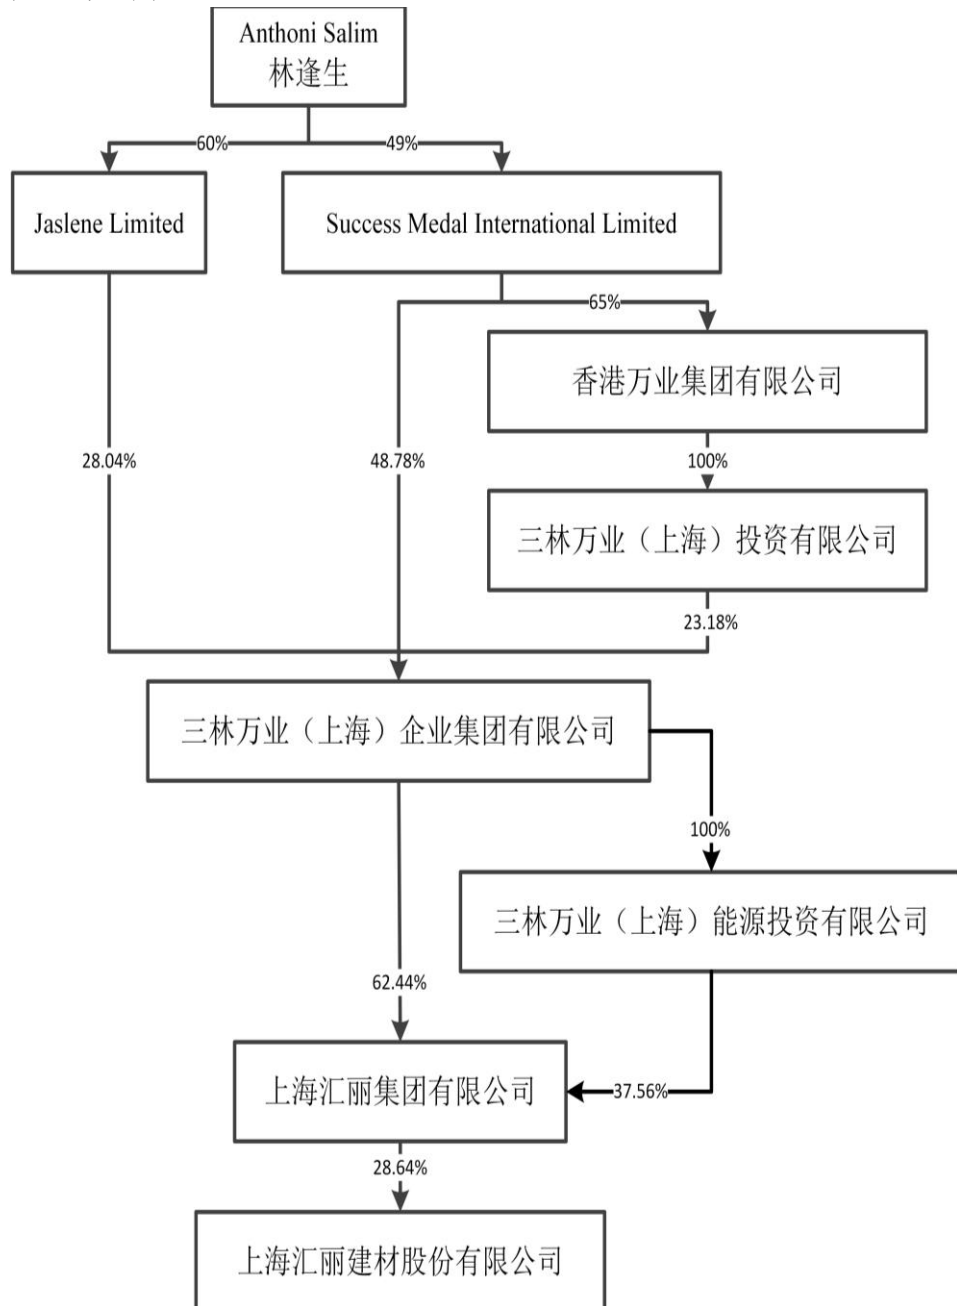 Anthoni Salim
林逢生
60%
49%
Jaslene Limited
Success Medal International Limited
65%
香港万业集团有限公司
28.04%
48.78%
100%
三林万业（上海）投资有限公司
23.18%
三林万业（上海）企业集团有限公司
100%
三林万业（上海）能源投资有限公司
62.44%
上海汇丽集团有限公司
37.56%
28.64%
上海汇丽建材股份有限公司